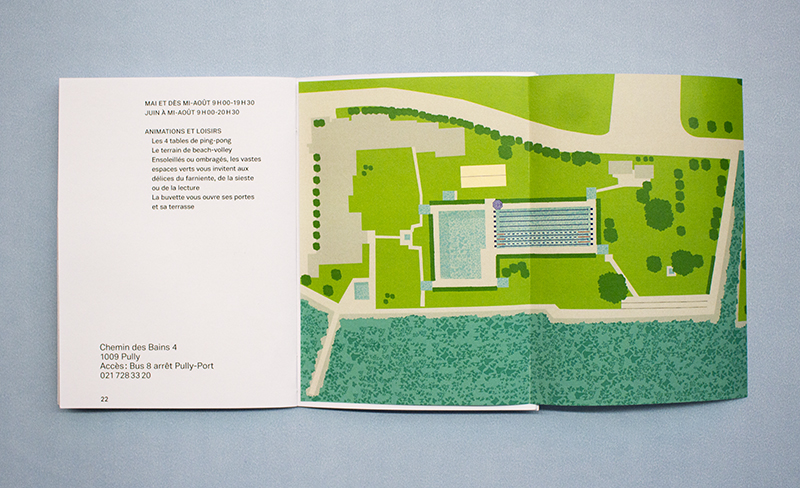 MAI ET DÈS MI-AOÛT 9H00-19H30
JUIN À MI-AOÛT 9H00-20H30
ANIMATIONS ET LOISIRS
Les 4 tables de ping-pong
Le terrain de beach-volley
Ensoleillés ou ombragés, les vastes
espaces verts vous invitent aux
délices du farniente, de la sieste
ou de la lecture
La buvette vous ouvre ses portes
et sa terrasse
Chemin des Bains 4
1009 Pully
Accès: Bus 8 arrêt Pully-Port
021 728 33 20
22